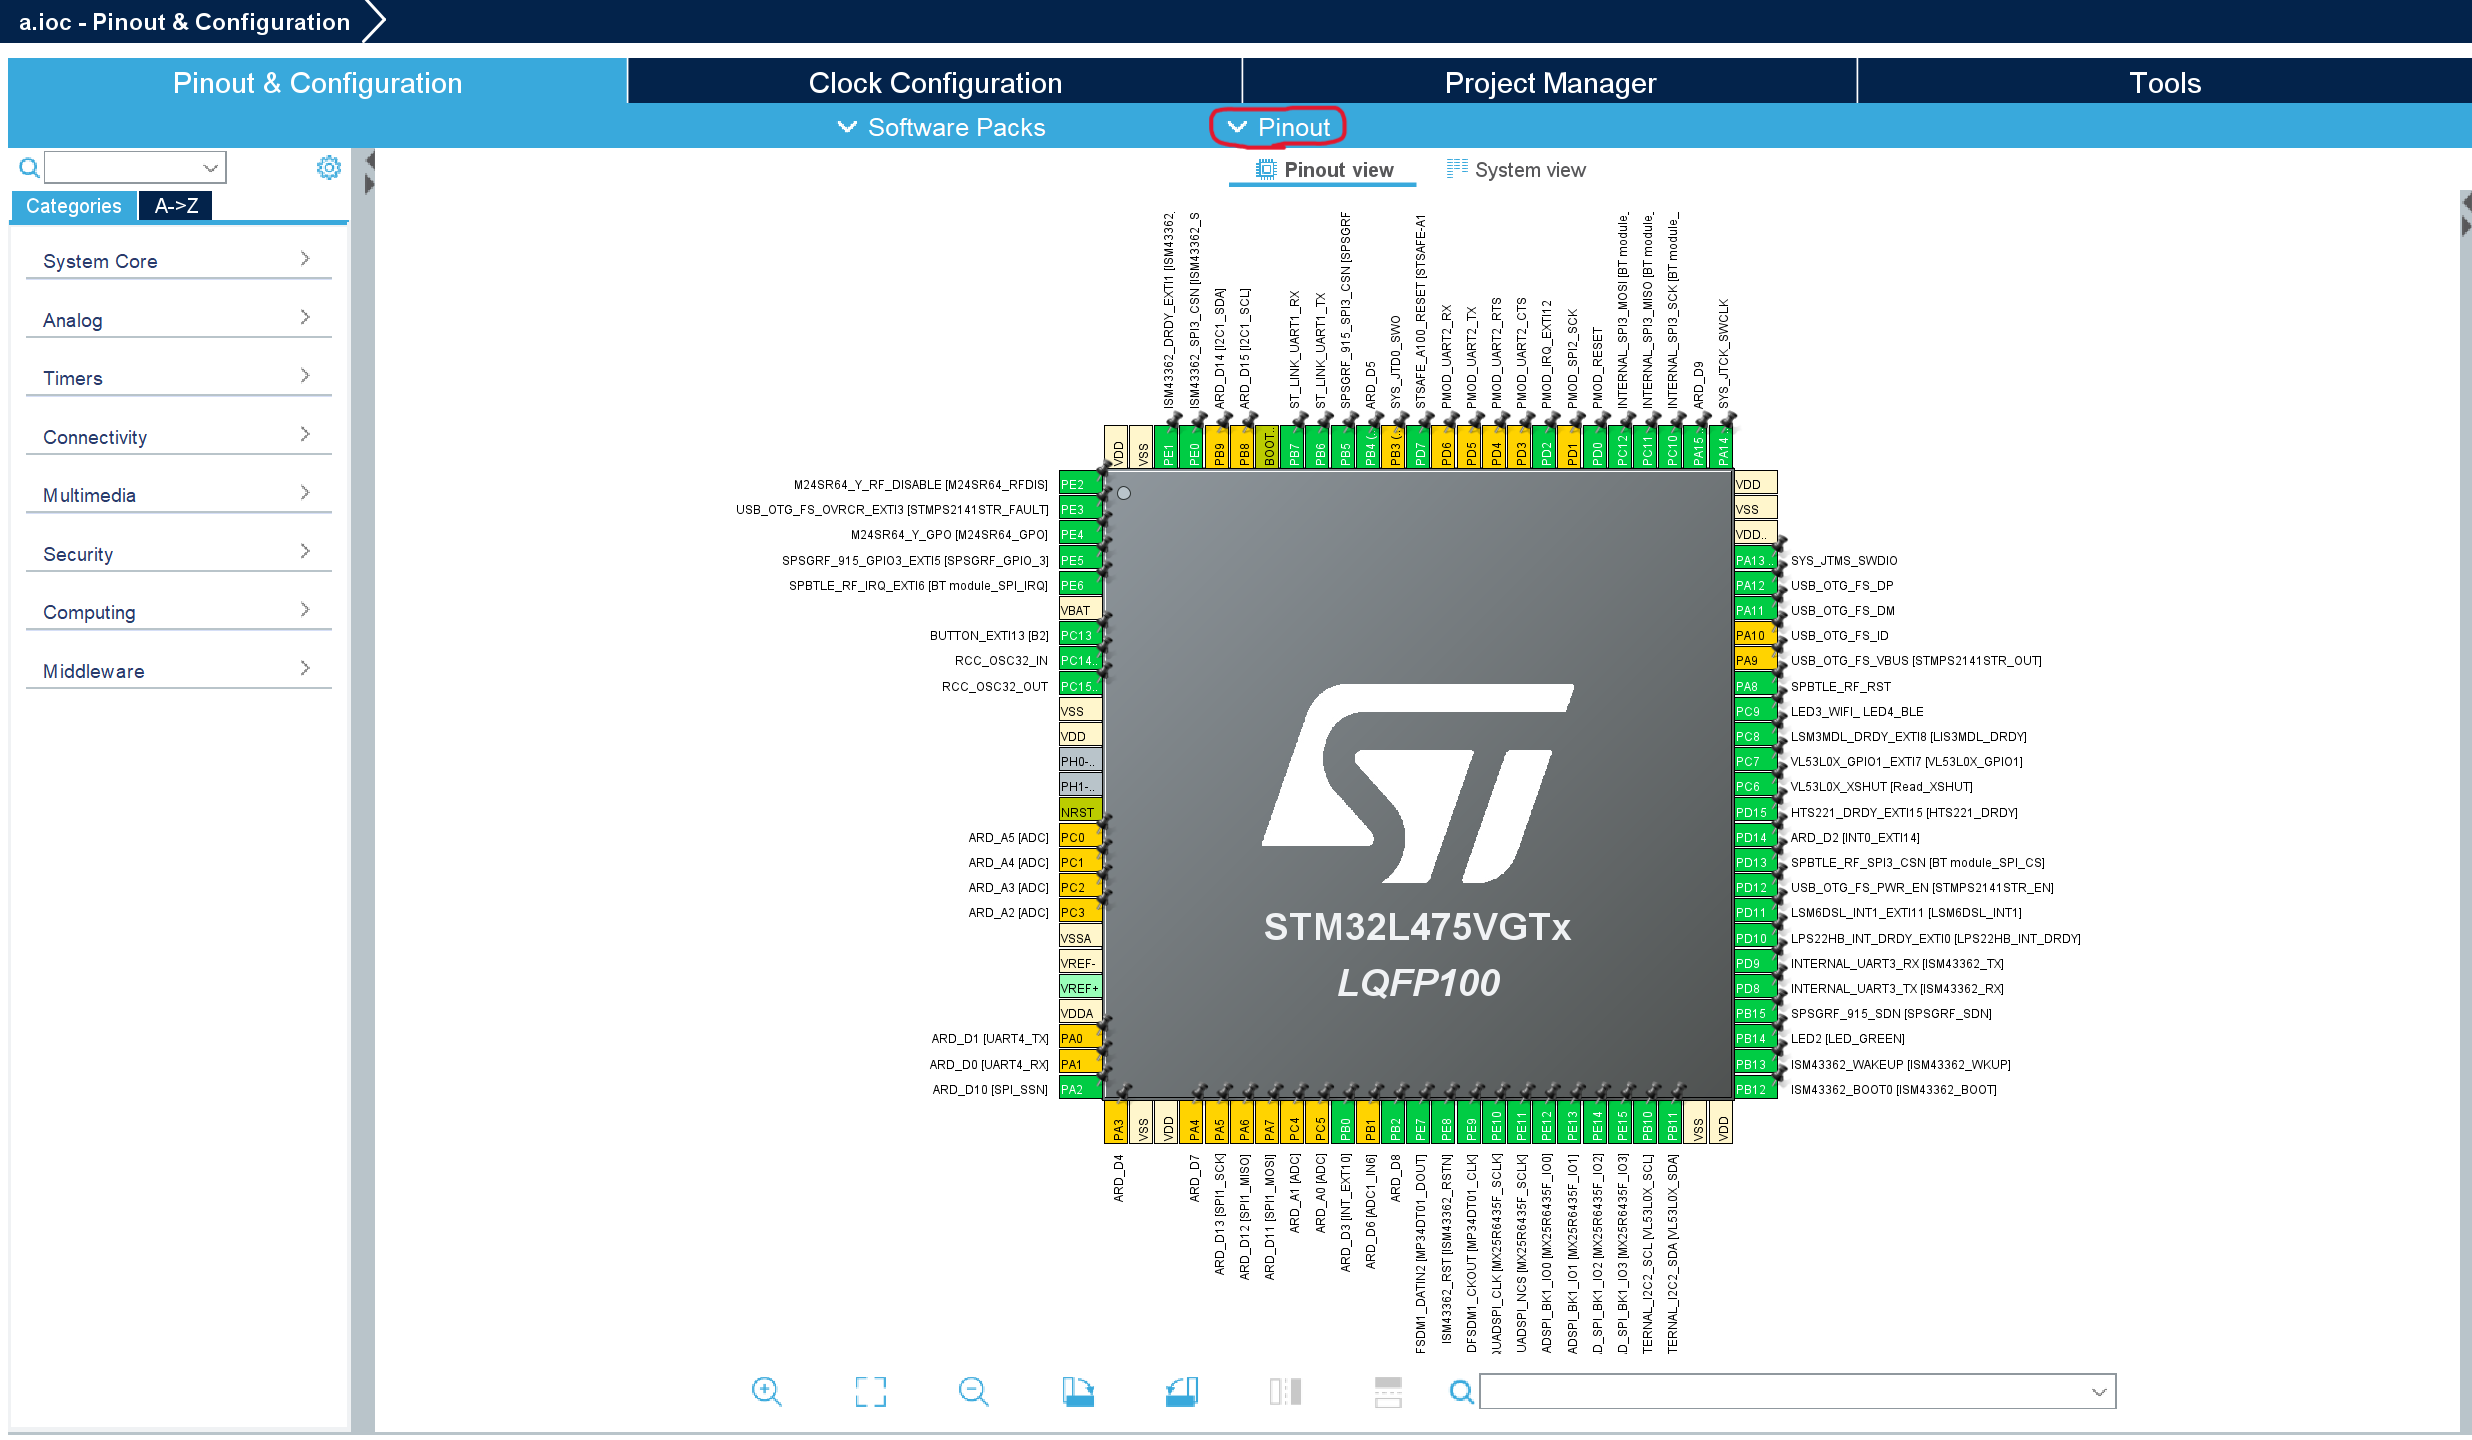 a.ioc - Pinout & Configuration
Pinout & Configuration
Clock Configuration
Project Manager
Tools
Software Packs
Pinout
Pinout view
System view
Categories
A->Z
System Core
Analog
Timers
Connectivity
Multimedia
Security
Computing
Middleware
ISM43362_DRDY_EXTI1 [ISM43362_
ISM43362_SPI3_CSN [ISM43362_S
ARD_D14 [I2C1_SDA]
ARD_D15 [I2C1_SCL]
ST_LINK_UART1_RX
ST_LINK_UART1_TX
SPSGRF_915_SPI3_CSN [SPSGRF
ARD_D5
SYS_JTD0_SWO
STSAFE_A100_RESET [STSAFE-A1
PMOD_UART2_RX
PMOD_UART2_TX
PMOD_UART2_RTS
PMOD_UART2_CTS
PMOD_IRQ_EXTI12
PMOD_SPI2_SCK
PMOD_RESET
INTERNAL_SPI3_MOSI [BT module_
INTERNAL_SPI3_MISO [BT module_
INTERNAL_SPI3_SCK [BT module_
ARD_D9
SYS_JTCK_SWCLK
VDD
VSS
PE1
PE0
PB9
PB8
BOOT..
PB7
PB6
PB5
PB4 (..
PB3 (..
PD7
PD6
PD5
PD4
PD3
PD2
PD1
PD0
PC12
PC11
PC10
PA15..
PA14..
M24SR64_Y_RF_DISABLE [M24SR64_RFDIS] PE2
USB_OTG_FS_OVRCR_EXTI3 [STMPS2141STR_FAULT] PE3
M24SR64_Y_GPO [M24SR64_GPO] PE4
SPSGRF_915_GPIO3_EXTI5 [SPSGRF_GPIO_3] PE5
SPBTLE_RF_IRQ_EXTI6 [BT module_SPI_IRQ] PE6
VBAT
BUTTON_EXTI13 [B2] PC13
RCC_OSC32_IN PC14..
RCC_OSC32_OUT PC15..
VSS
VDD
PH0-..
PH1-..
NRST
ARD_A5 [ADC] PC0
ARD_A4 [ADC] PC1
ARD_A3 [ADC] PC2
ARD_A2 [ADC] PC3
VSSA
VREF-
VREF+
VDDA
ARD_D1 [UART4_TX] PA0
ARD_D0 [UART4_RX] PA1
ARD_D10 [SPI_SSN] PA2
STM32L475VGTx
LQFP100
VDD
VSS
VDD..
PA13.. SYS_JTMS_SWDIO
PA12 USB_OTG_FS_DP
PA11 USB_OTG_FS_DM
PA10 USB_OTG_FS_ID
PA9 USB_OTG_FS_VBUS [STMPS2141STR_OUT]
PA8 SPBTLE_RF_RST
PC9 LED3_WIFI_ LED4_BLE
PC8 LSM3MDL_DRDY_EXTI8 [LIS3MDL_DRDY]
PC7 VL53L0X_GPIO1_EXTI7 [VL53L0X_GPIO1]
PC6 VL53L0X_XSHUT [Read_XSHUT]
PD15 HTS221_DRDY_EXTI15 [HTS221_DRDY]
PD14 ARD_D2 [INT0_EXTI14]
PD13 SPBTLE_RF_SPI3_CSN [BT module_SPI_CS]
PD12 USB_OTG_FS_PWR_EN [STMPS2141STR_EN]
PD11 LSM6DSL_INT1_EXTI11 [LSM6DSL_INT1]
PD10 LPS22HB_INT_DRDY_EXTI0 [LPS22HB_INT_DRDY]
PD9 INTERNAL_UART3_RX [ISM43362_TX]
PD8 INTERNAL_UART3_TX [ISM43362_RX]
PB15 SPSGRF_915_SDN [SPSGRF_SDN]
PB14 LED2 [LED_GREEN]
PB13 ISM43362_WAKEUP [ISM43362_WKUP]
PB12 ISM43362_BOOT0 [ISM43362_BOOT]
PA3
VSS
VDD
PA4
PA5
PA6
PA7
PC4
PC5
PB0
PB1
PB2
PE7
PE8
PE9
PE10
PE11
PE12
PE13
PE14
PE15
PB10
PB11
VSS
VDD
ARD_D4
ARD_D7
ARD_D13 [SPI1_SCK]
ARD_D12 [SPI1_MISO]
ARD_D11 [SPI1_MOSI]
ARD_A1 [ADC]
ARD_A0 [ADC]
ARD_D3 [INT_EXT10]
ARD_D6 [ADC1_IN6]
ARD_D8
FSDM1_DATIN2 [MP34DT01_DOUT]
ISM43362_RST [ISM43362_RSTN]
DFSDM1_CKOUT [MP34DT01_CLK]
QUADSPI_CLK [MX25R6435F_SCLK]
UADSPI_NCS [MX25R6435F_SCLK]
ADSPI_BK1_IO0 [MX25R6435F_IO0]
ADSPI_BK1_IO1 [MX25R6435F_IO1]
D_SPI_BK1_IO2 [MX25R6435F_IO2]
D_SPI_BK1_IO3 [MX25R6435F_IO3]
TERNAL_I2C2_SCL [VL53L0X_SCL]
TERNAL_I2C2_SDA [VL53L0X_SDA]